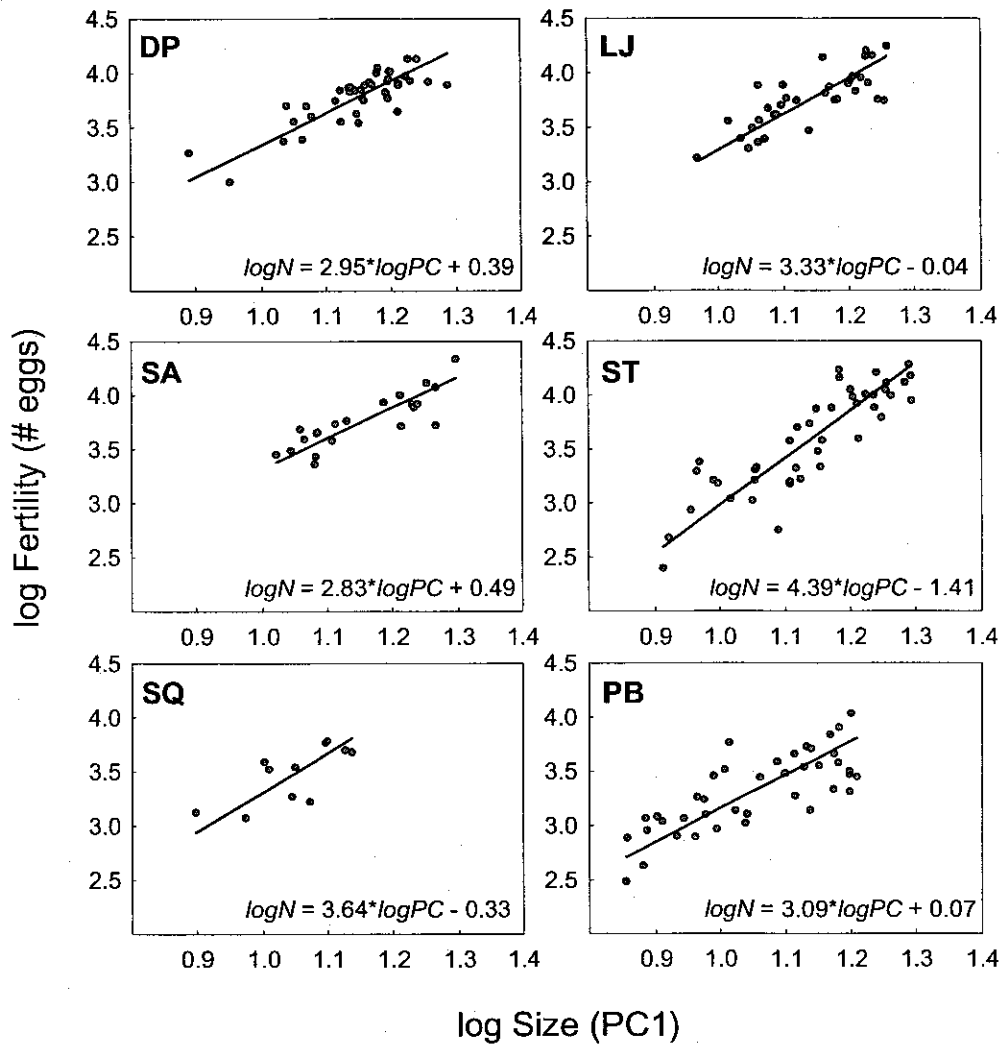 log Fertility (# eggs)
DP
4.5
4.0
3.5
3.0
2.5
logN = 2.95*logPC + 0.39
0.9 1.0 1.1 1.2 1.3 1.4
LJ
4.5
4.0
3.5
3.0
2.5
logN = 3.33*logPC - 0.04
0.9 1.0 1.1 1.2 1.3 1.4
SA
4.5
4.0
3.5
3.0
2.5
logN = 2.83*logPC + 0.49
0.9 1.0 1.1 1.2 1.3 1.4
ST
4.5
4.0
3.5
3.0
2.5
logN = 4.39*logPC - 1.41
0.9 1.0 1.1 1.2 1.3 1.4
SQ
4.5
4.0
3.5
3.0
2.5
logN = 3.64*logPC - 0.33
0.9 1.0 1.1 1.2 1.3 1.4
PB
4.5
4.0
3.5
3.0
2.5
logN = 3.09*logPC + 0.07
0.9 1.0 1.1 1.2 1.3 1.4
log Size (PC1)